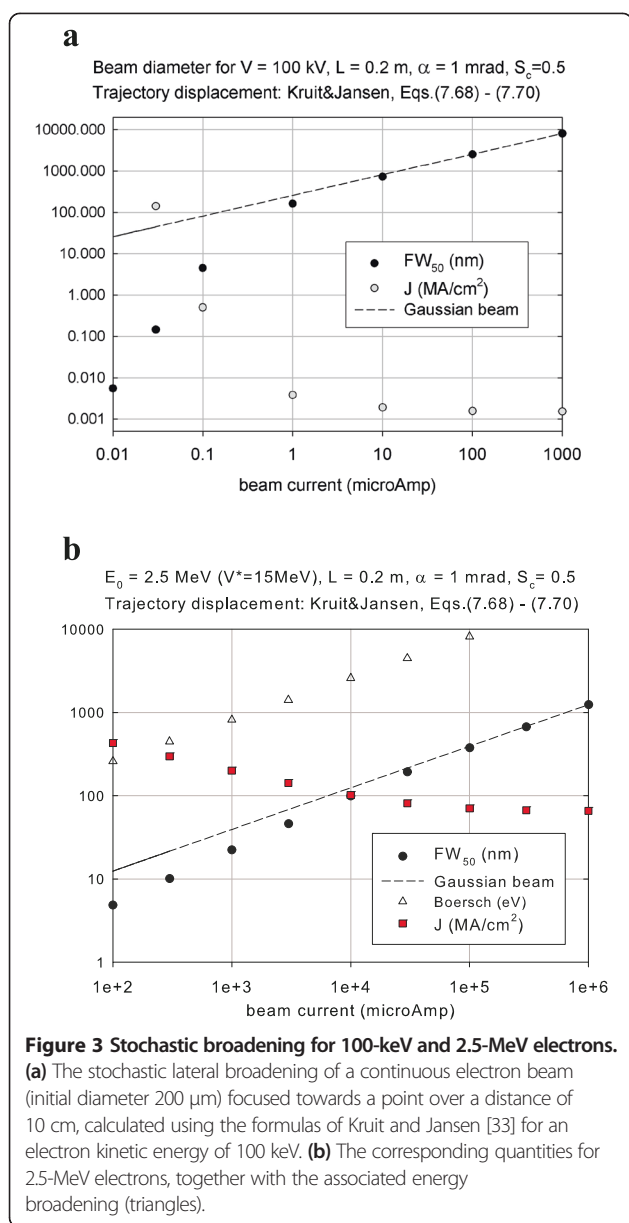 a
Beam diameter for V = 100 kV, L = 0.2 m, α = 1 mrad, S_c=0.5
Trajectory displacement: Kruit&Jansen, Eqs.(7.68) - (7.70)
10000.000
1000.000
100.000
10.000
1.000
0.100
0.010
0.001
FW_50 (nm)
J (MA/cm²)
Gaussian beam
0.01 0.1 1 10 100 1000
beam current (microAmp)
b
E_0 = 2.5 MeV (V*=15MeV), L = 0.2 m, α = 1 mrad, S_c= 0.5
Trajectory displacement: Kruit&Jansen, Eqs.(7.68) - (7.70)
10000
1000
100
10
1
FW_50 (nm)
Gaussian beam
Boersch (eV)
J (MA/cm²)
1e+2 1e+3 1e+4 1e+5 1e+6
beam current (microAmp)
Figure 3 Stochastic broadening for 100-keV and 2.5-MeV electrons.
(a) The stochastic lateral broadening of a continuous electron beam
(initial diameter 200 μm) focused towards a point over a distance of
10 cm, calculated using the formulas of Kruit and Jansen [33] for an
electron kinetic energy of 100 keV. (b) The corresponding quantities for
2.5-MeV electrons, together with the associated energy
broadening (triangles).